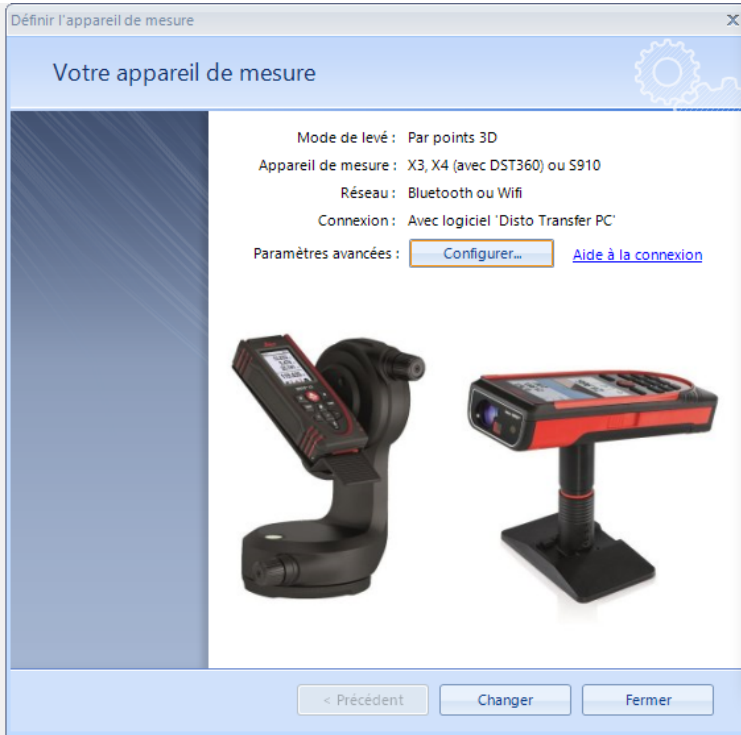 Définir l'appareil de mesure
X
Votre appareil de mesure
Mode de levé : Par points 3D
Appareil de mesure : X3, X4 (avec DST360) ou S910
Réseau : Bluetooth ou Wifi
Connexion : Avec logiciel 'Disto Transfer PC'
Paramètres avancées : Configurer... Aide à la connexion
< Précédent Changer Fermer